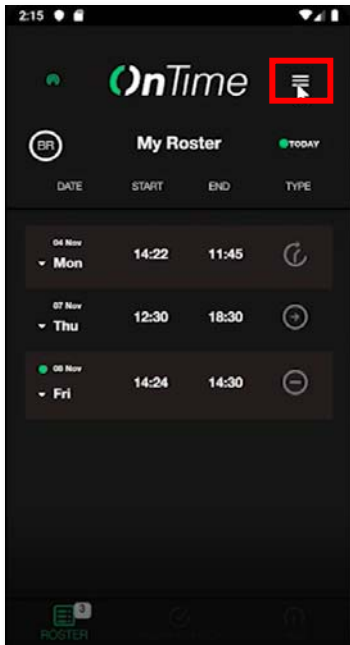 2:15
OnTime
BR My Roster TODAY
DATE START END TYPE
04 Nov
Mon 14:22 11:45
07 Nov
Thu 12:30 18:30
08 Nov
Fri 14:24 14:30
3
ROSTER